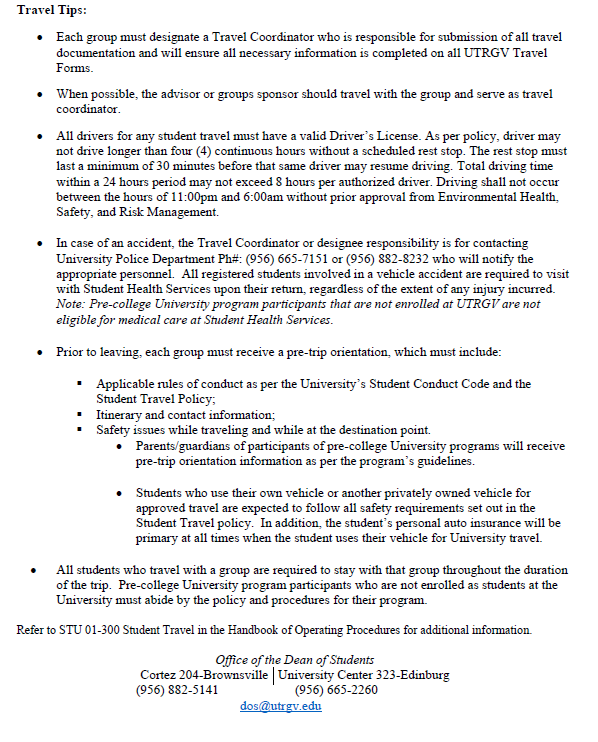 Travel Tips:
• Each group must designate a Travel Coordinator who is responsible for submission of all travel
documentation and will ensure all necessary information is completed on all UTRGV Travel
Forms.
• When possible, the advisor or groups sponsor should travel with the group and serve as travel
coordinator.
• All drivers for any student travel must have a valid Driver’s License. As per policy, driver may
not drive longer than four (4) continuous hours without a scheduled rest stop. The rest stop must
last a minimum of 30 minutes before that same driver may resume driving. Total driving time
within a 24 hours period may not exceed 8 hours per authorized driver. Driving shall not occur
between the hours of 11:00pm and 6:00am without prior approval from Environmental Health,
Safety, and Risk Management.
• In case of an accident, the Travel Coordinator or designee responsibility is for contacting
University Police Department Ph#: (956) 665-7151 or (956) 882-8232 who will notify the
appropriate personnel. All registered students involved in a vehicle accident are required to visit
with Student Health Services upon their return, regardless of the extent of any injury incurred.
Note: Pre-college University program participants that are not enrolled at UTRGV are not
eligible for medical care at Student Health Services.
• Prior to leaving, each group must receive a pre-trip orientation, which must include:
▪ Applicable rules of conduct as per the University’s Student Conduct Code and the
Student Travel Policy;
▪ Itinerary and contact information;
▪ Safety issues while traveling and while at the destination point.
• Parents/guardians of participants of pre-college University programs will receive
pre-trip orientation information as per the program’s guidelines.
• Students who use their own vehicle or another privately owned vehicle for
approved travel are expected to follow all safety requirements set out in the
Student Travel policy. In addition, the student’s personal auto insurance will be
primary at all times when the student uses their vehicle for University travel.
• All students who travel with a group are required to stay with that group throughout the duration
of the trip. Pre-college University program participants who are not enrolled as students at the
University must abide by the policy and procedures for their program.
Refer to STU 01-300 Student Travel in the Handbook of Operating Procedures for additional information.
Office of the Dean of Students
Cortez 204-Brownsville | University Center 323-Edinburg
(956) 882-5141 (956) 665-2260
dos@utrgv.edu